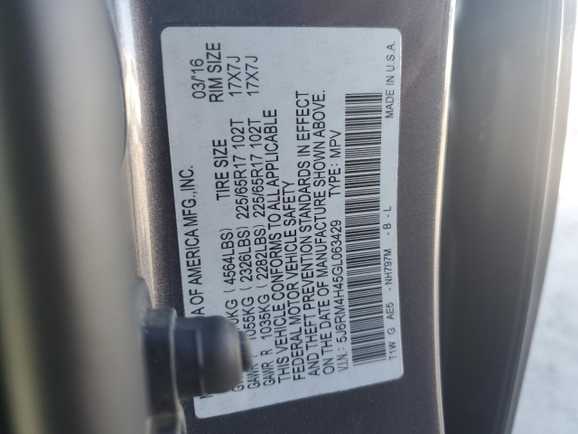 OF AMERICA MFG., INC. 03/'16
TIRE SIZE RIM SIZE
KG (4564LBS)
1055KG (2326LBS) 225/65R17 102T 17X7J
GAWR R 1035KG (2282LBS) 225/65R17 102T 17X7J
THIS VEHICLE CONFORMS TO ALL APPLICABLE
FEDERAL MOTOR VEHICLE SAFETY
AND THEFT PREVENTION STANDARDS IN EFFECT
ON THE DATE OF MANUFACTURE SHOWN ABOVE.
V.I.N.: 5J6RM4H45GL063429 TYPE: MPV
T1W G AE5 - NH797M - B - L MADE IN U.S.A.